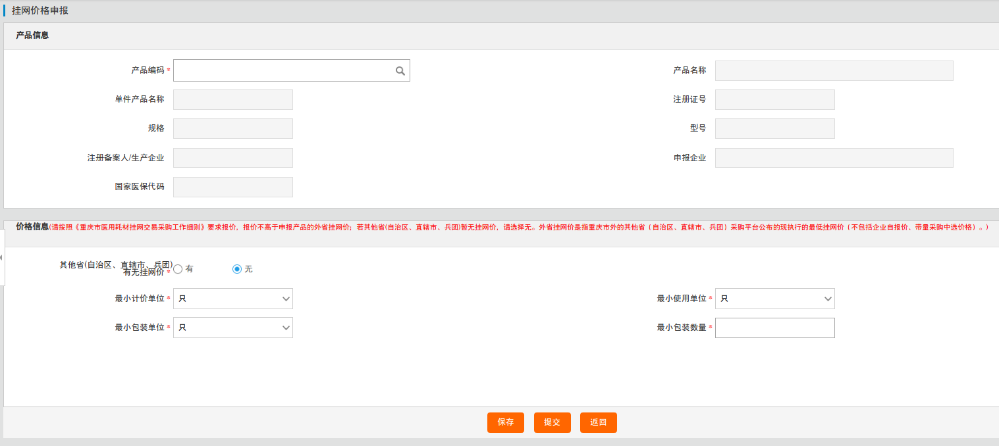 挂网价格申报
产品信息
产品编码 *
产品名称
单件产品名称
注册证号
规格
型号
注册备案人/生产企业
申报企业
国家医保代码
价格信息(请按照《重庆市医用耗材挂网交易采购工作细则》要求报价，报价不高于申报产品的外省挂网价；若其他省(自治区、直辖市、兵团)暂无挂网价，请选择无。外省挂网价是指重庆市外的其他省（自治区、直辖市、兵团）采购平台公布的现执行的最低挂网价（不包括企业自报价、带量采购中选价格）。)
其他省(自治区、直辖市、兵团)
有无挂网价 * 有 无
最小计价单位 * 只
最小使用单位 * 只
最小包装单位 * 只
最小包装数量 *
保存 提交 返回